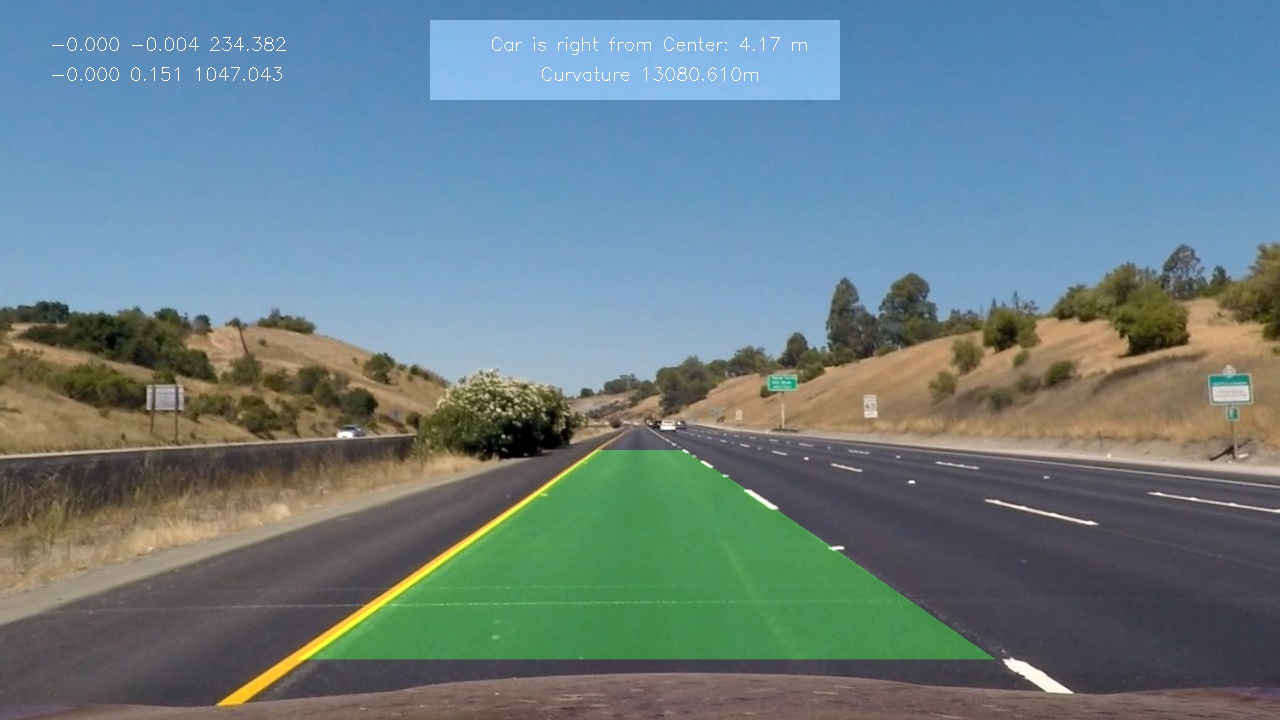 −0.000 −0.004 234.382
−0.000 0.151 1047.043
Car is right from Center: 4.17 m
Curvature 13080.610m